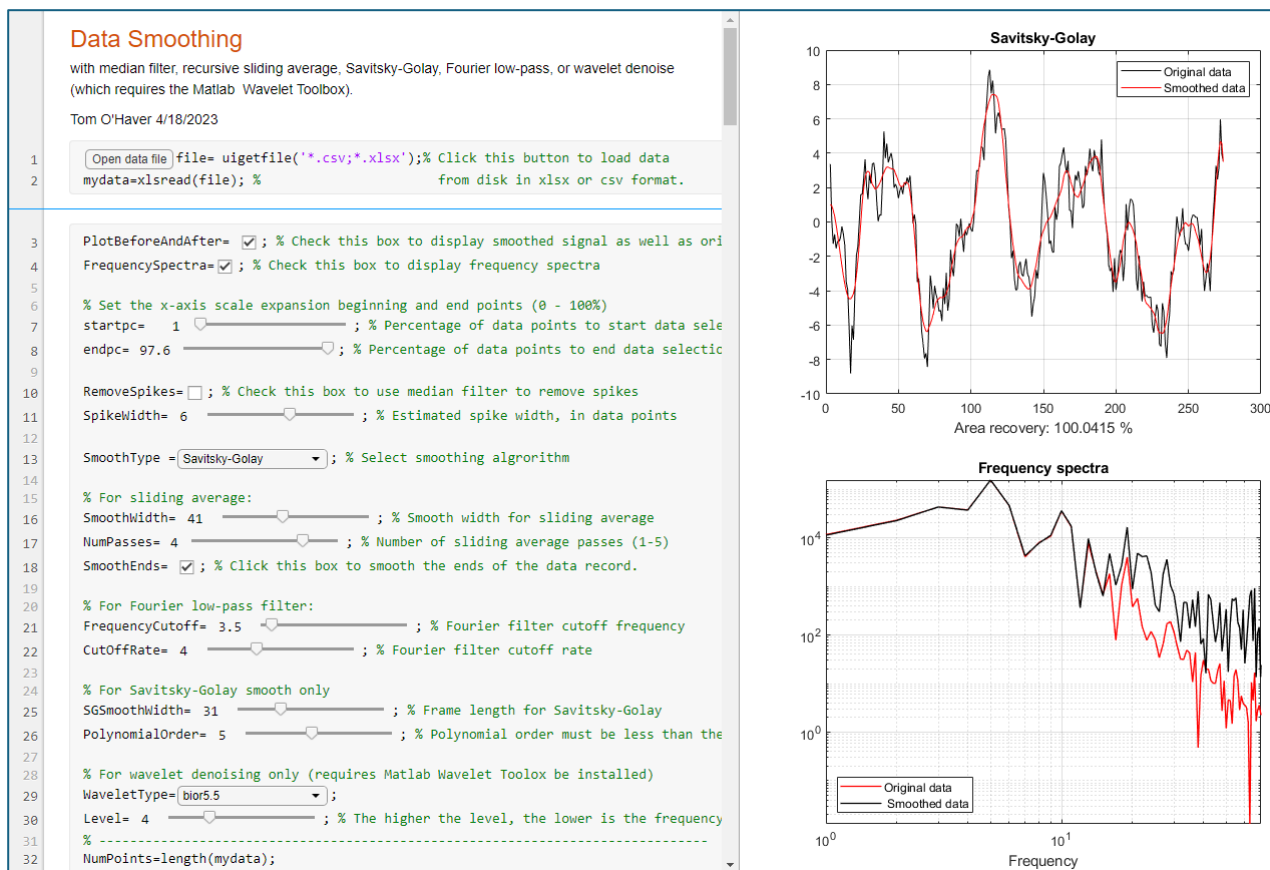 Data Smoothing
with median filter, recursive sliding average, Savitsky-Golay, Fourier low-pass, or wavelet denoise
(which requires the Matlab Wavelet Toolbox).
Tom O'Haver 4/18/2023
1 Open data file file= uigetfile('*.csv;*.xlsx');% Click this button to load data
2 mydata=xlsread(file); % from disk in xlsx or csv format.
3 PlotBeforeAndAfter= ; % Check this box to display smoothed signal as well as ori
4 FrequencySpectra= ; % Check this box to display frequency spectra
5
6 % Set the x-axis scale expansion beginning and end points (0 - 100%)
7 startpc= 1 ; % Percentage of data points to start data sele
8 endpc= 97.6 ; % Percentage of data points to end data selectio
9
10 RemoveSpikes= ; % Check this box to use median filter to remove spikes
11 SpikeWidth= 6 ; % Estimated spike width, in data points
12
13 SmoothType = Savitsky-Golay ; % Select smoothing algrorithm
14
15 % For sliding average:
16 SmoothWidth= 41 ; % Smooth width for sliding average
17 NumPasses= 4 ; % Number of sliding average passes (1-5)
18 SmoothEnds= ; % Click this box to smooth the ends of the data record.
19
20 % For Fourier low-pass filter:
21 FrequencyCutoff= 3.5 ; % Fourier filter cutoff frequency
22 CutOffRate= 4 ; % Fourier filter cutoff rate
23
24 % For Savitsky-Golay smooth only
25 SGSmoothWidth= 31 ; % Frame length for Savitsky-Golay
26 PolynomialOrder= 5 ; % Polynomial order must be less than the
27
28 % For wavelet denoising only (requires Matlab Wavelet Toolox be installed)
29 WaveletType= bior5.5 ;
30 Level= 4 ; % The higher the level, the lower is the frequency
31 % --------------------------------------------------------------------------
32 NumPoints=length(mydata);
Savitsky-Golay
10
8
6
4
2
0
-2
-4
-6
-8
-10
Original data
Smoothed data
0 50 100 150 200 250 300
Area recovery: 100.0415 %
Frequency spectra
10^4
10^2
10^0
Original data
Smoothed data
10^0 10^1
Frequency